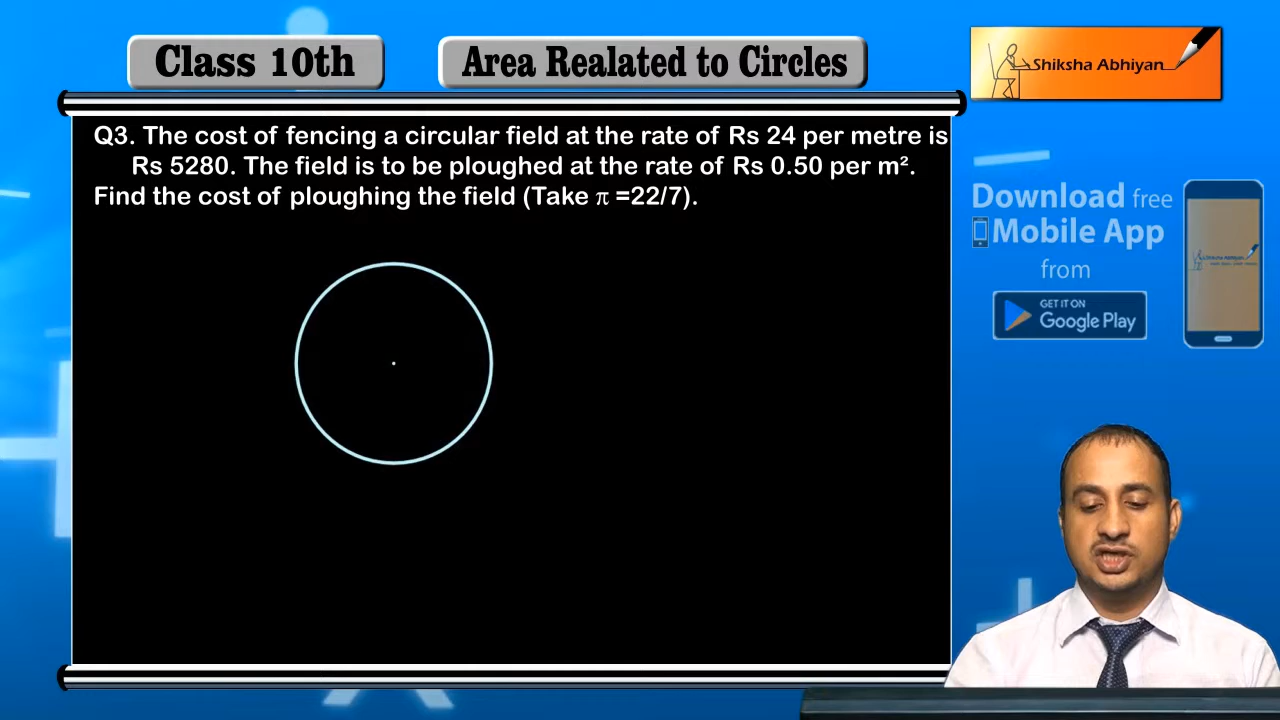 Class 10th
Area Realated to Circles
Shiksha Abhiyan
Q3. The cost of fencing a circular field at the rate of Rs 24 per metre is
Rs 5280. The field is to be ploughed at the rate of Rs 0.50 per m².
Find the cost of ploughing the field (Take π =22/7).
Download free
Mobile App
from
GET IT ON
Google Play